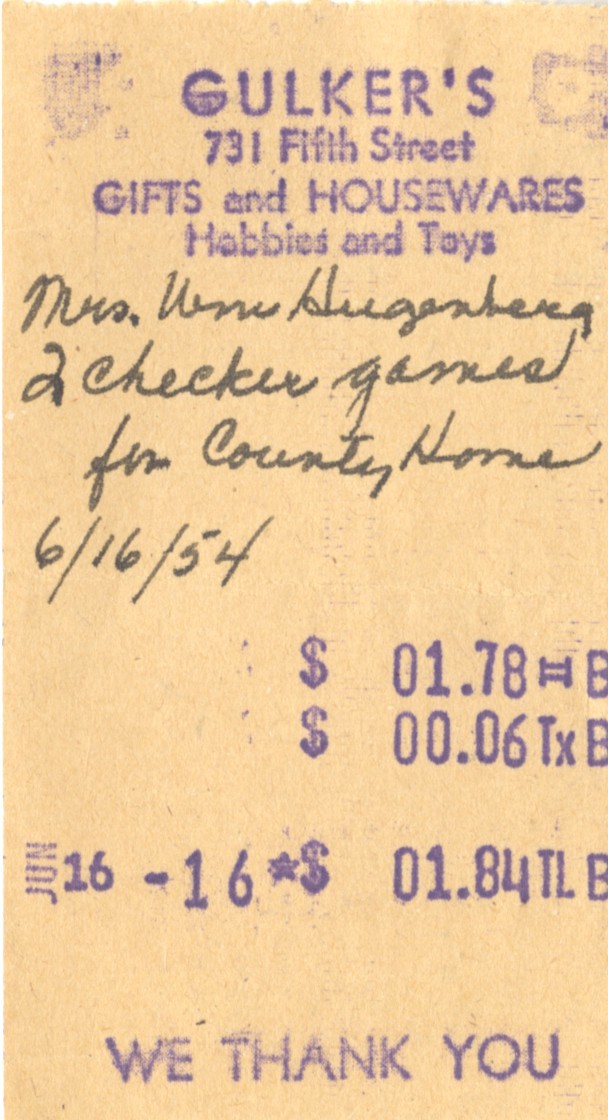 GULKER'S
731 Fifth Street
GIFTS and HOUSEWARES
Hobbies and Toys
Mrs. Wm Hugenberg
2 checker games
for County Home
6/16/54
$ 01.78 = B
$ 00.06 Tx B
JUN 16 -16 *$ 01.84 TL B
WE THANK YOU